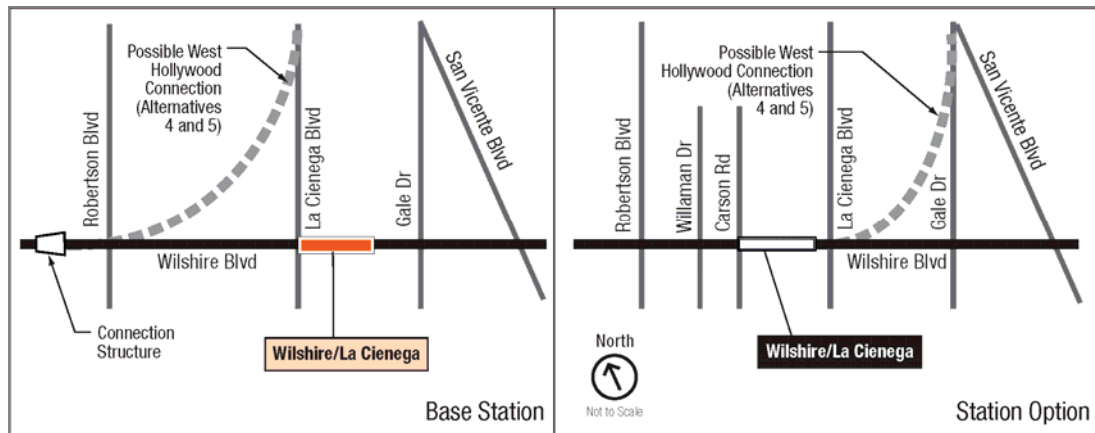 Possible West
Hollywood
Connection
(Alternatives
4 and 5)
Robertson Blvd
La Cienega Blvd
Gale Dr
San Vicente Blvd
Wilshire Blvd
Connection
Structure
Wilshire/La Cienega
Base Station
Possible West
Hollywood Connection
(Alternatives
4 and 5)
Robertson Blvd
Willaman Dr
Carson Rd
La Cienega Blvd
Gale Dr
San Vicente Blvd
Wilshire Blvd
North
Not to Scale
Wilshire/La Cienega
Station Option